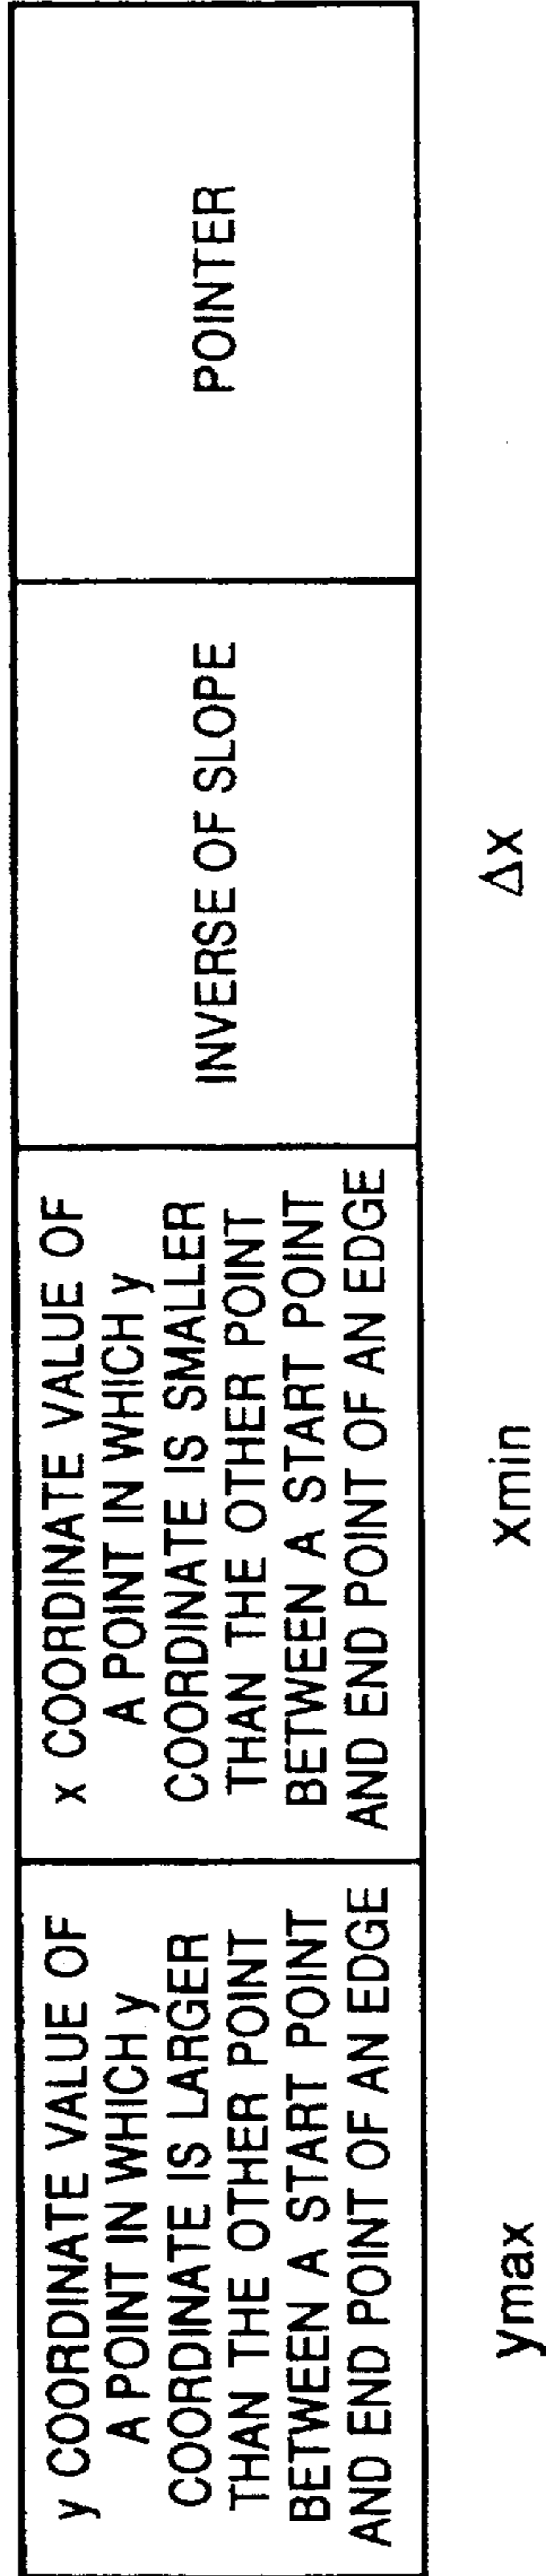 y COORDINATE VALUE OF
A POINT IN WHICH y
COORDINATE IS LARGER
THAN THE OTHER POINT
BETWEEN A START POINT
AND END POINT OF AN EDGE
x COORDINATE VALUE OF
A POINT IN WHICH y
COORDINATE IS SMALLER
THAN THE OTHER POINT
BETWEEN A START POINT
AND END POINT OF AN EDGE
INVERSE OF SLOPE
POINTER
ymax
xmin
Δx